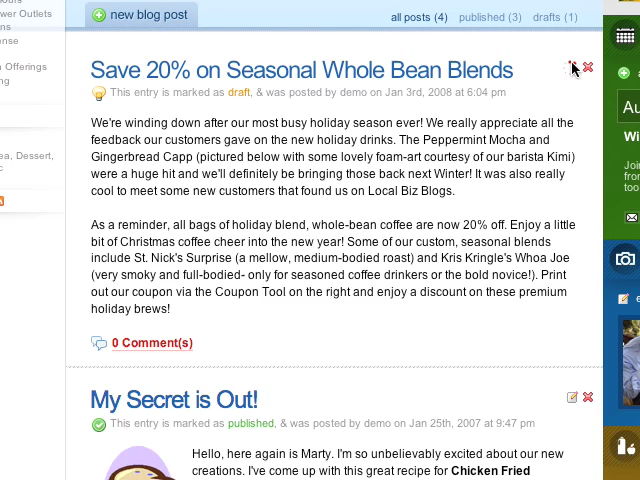 ower Outlets
ense
n Offerings
ng
ea, Dessert,
c
new blog post
all posts (4) published (3) drafts (1)
Save 20% on Seasonal Whole Bean Blends
This entry is marked as draft, & was posted by demo on Jan 3rd, 2008 at 6:04 pm
We're winding down after our most busy holiday season ever! We really appreciate all the
feedback our customers gave on the new holiday drinks. The Peppermint Mocha and
Gingerbread Capp (pictured below with some lovely foam-art courtesy of our barista Kimi)
were a huge hit and we'll definitely be bringing those back next Winter! It was also really
cool to meet some new customers that found us on Local Biz Blogs.
As a reminder, all bags of holiday blend, whole-bean coffee are now 20% off. Enjoy a little
bit of Christmas coffee cheer into the new year! Some of our custom, seasonal blends
include St. Nick's Surprise (a mellow, medium-bodied roast) and Kris Kringle's Whoa Joe
(very smoky and full-bodied- only for seasoned coffee drinkers or the bold novice!). Print
out our coupon via the Coupon Tool on the right and enjoy a discount on these premium
holiday brews!
0 Comment(s)
My Secret is Out!
This entry is marked as published, & was posted by demo on Jan 25th, 2007 at 9:47 pm
Hello, here again is Marty. I'm so unbelievably excited about our new
creations. I've come up with this great recipe for Chicken Fried
Au
Wi
Join
from
too